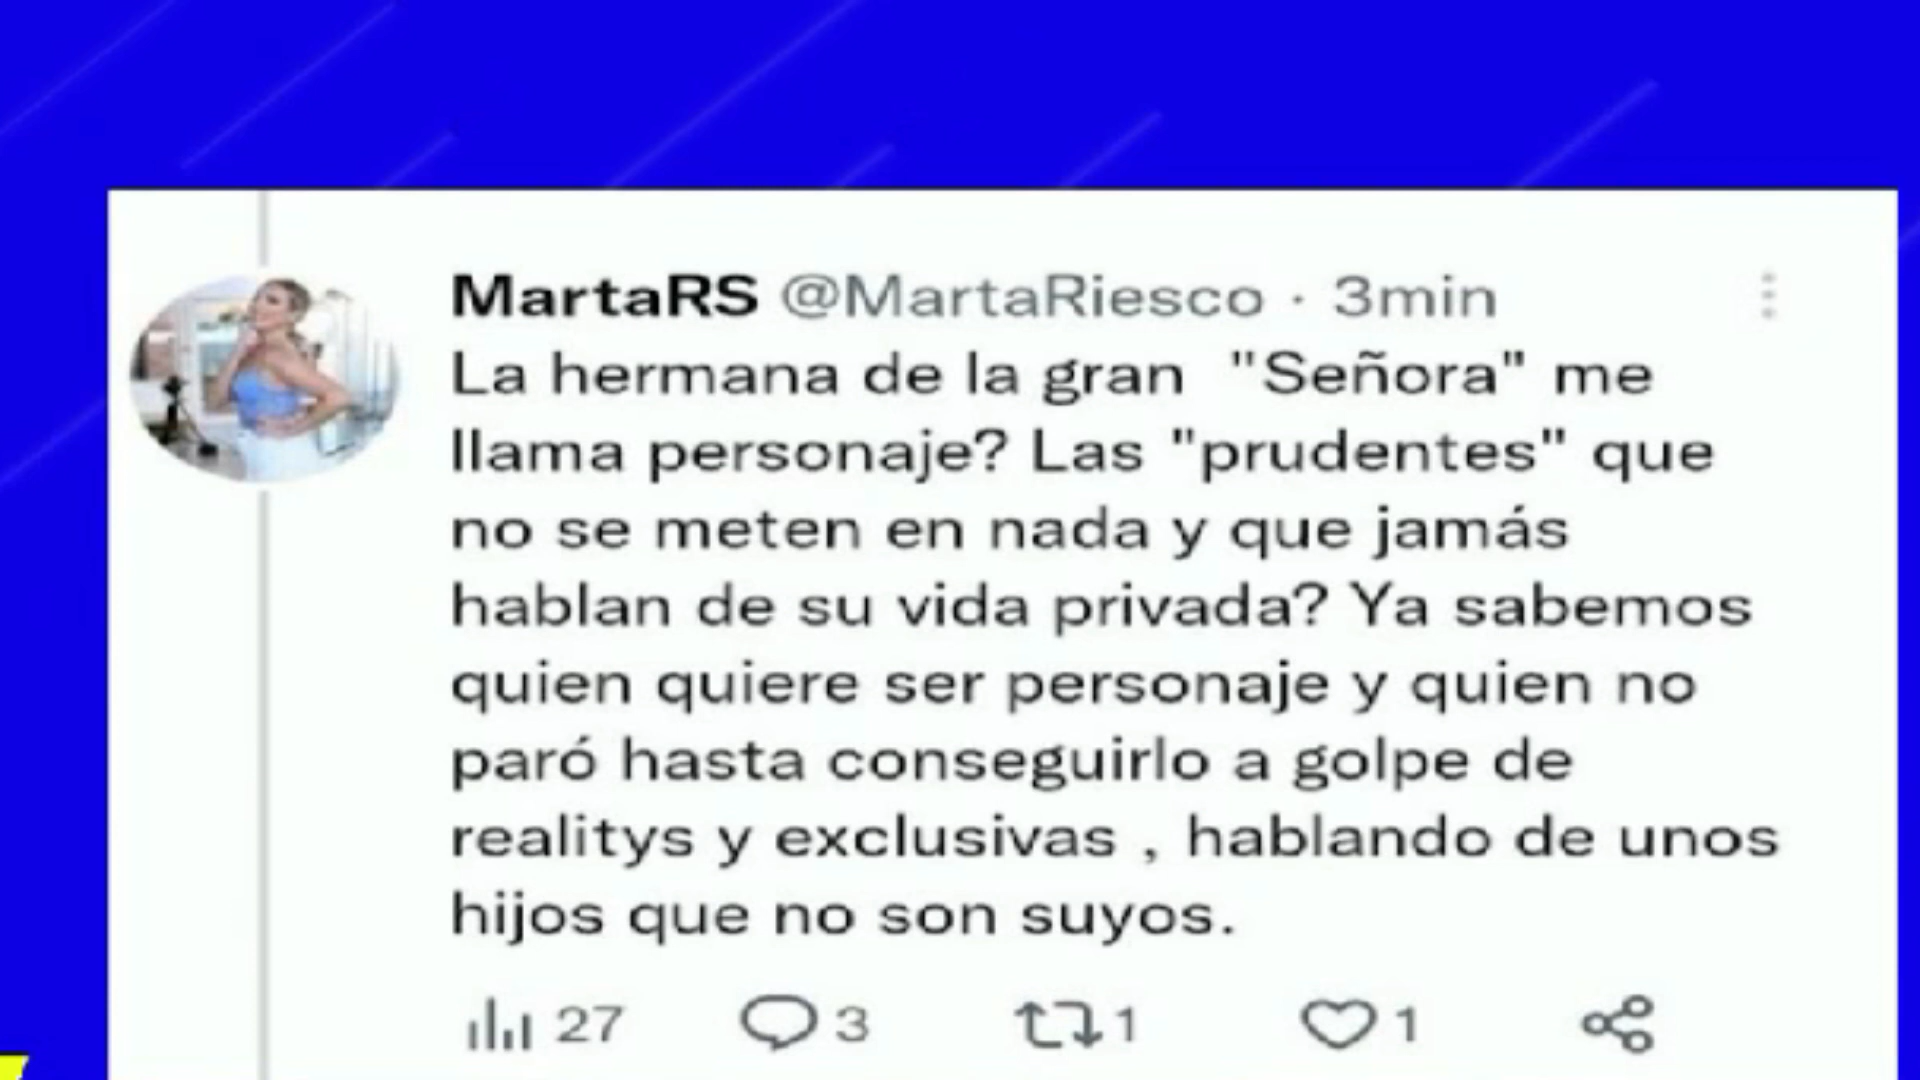 MartaRS @MartaRiesco · 3min
La hermana de la gran "Señora" me
llama personaje? Las "prudentes" que
no se meten en nada y que jamás
hablan de su vida privada? Ya sabemos
quien quiere ser personaje y quien no
paró hasta conseguirlo a golpe de
realitys y exclusivas , hablando de unos
hijos que no son suyos.
27 3 1 1